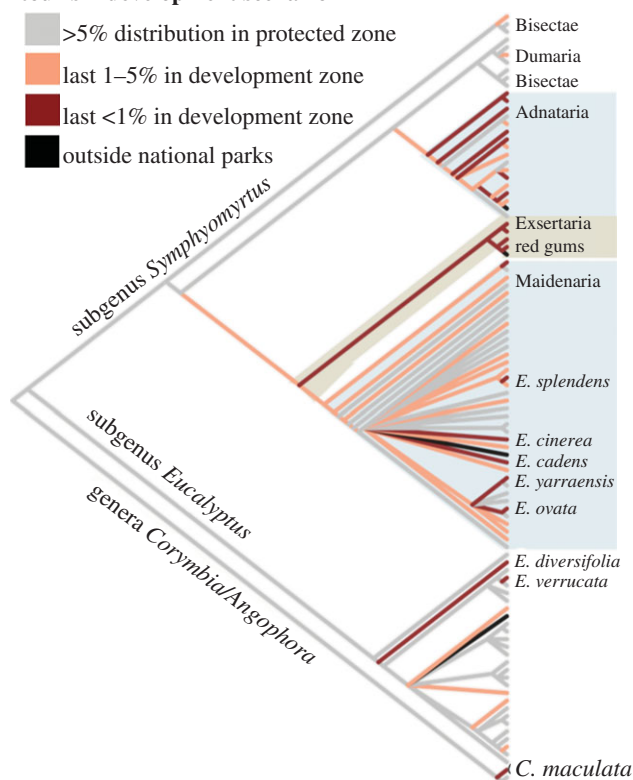 >5% distribution in protected zone
last 1–5% in development zone
last <1% in development zone
outside national parks
subgenus Symphyomyrtus
subgenus Eucalyptus
genera Corymbia/Angophora
Bisectae
Dumaria
Bisectae
Adnataria
Exsertaria
red gums
Maidenaria
E. splendens
E. cinerea
E. cadens
E. yarraensis
E. ovata
E. diversifolia
E. verrucata
C. maculata